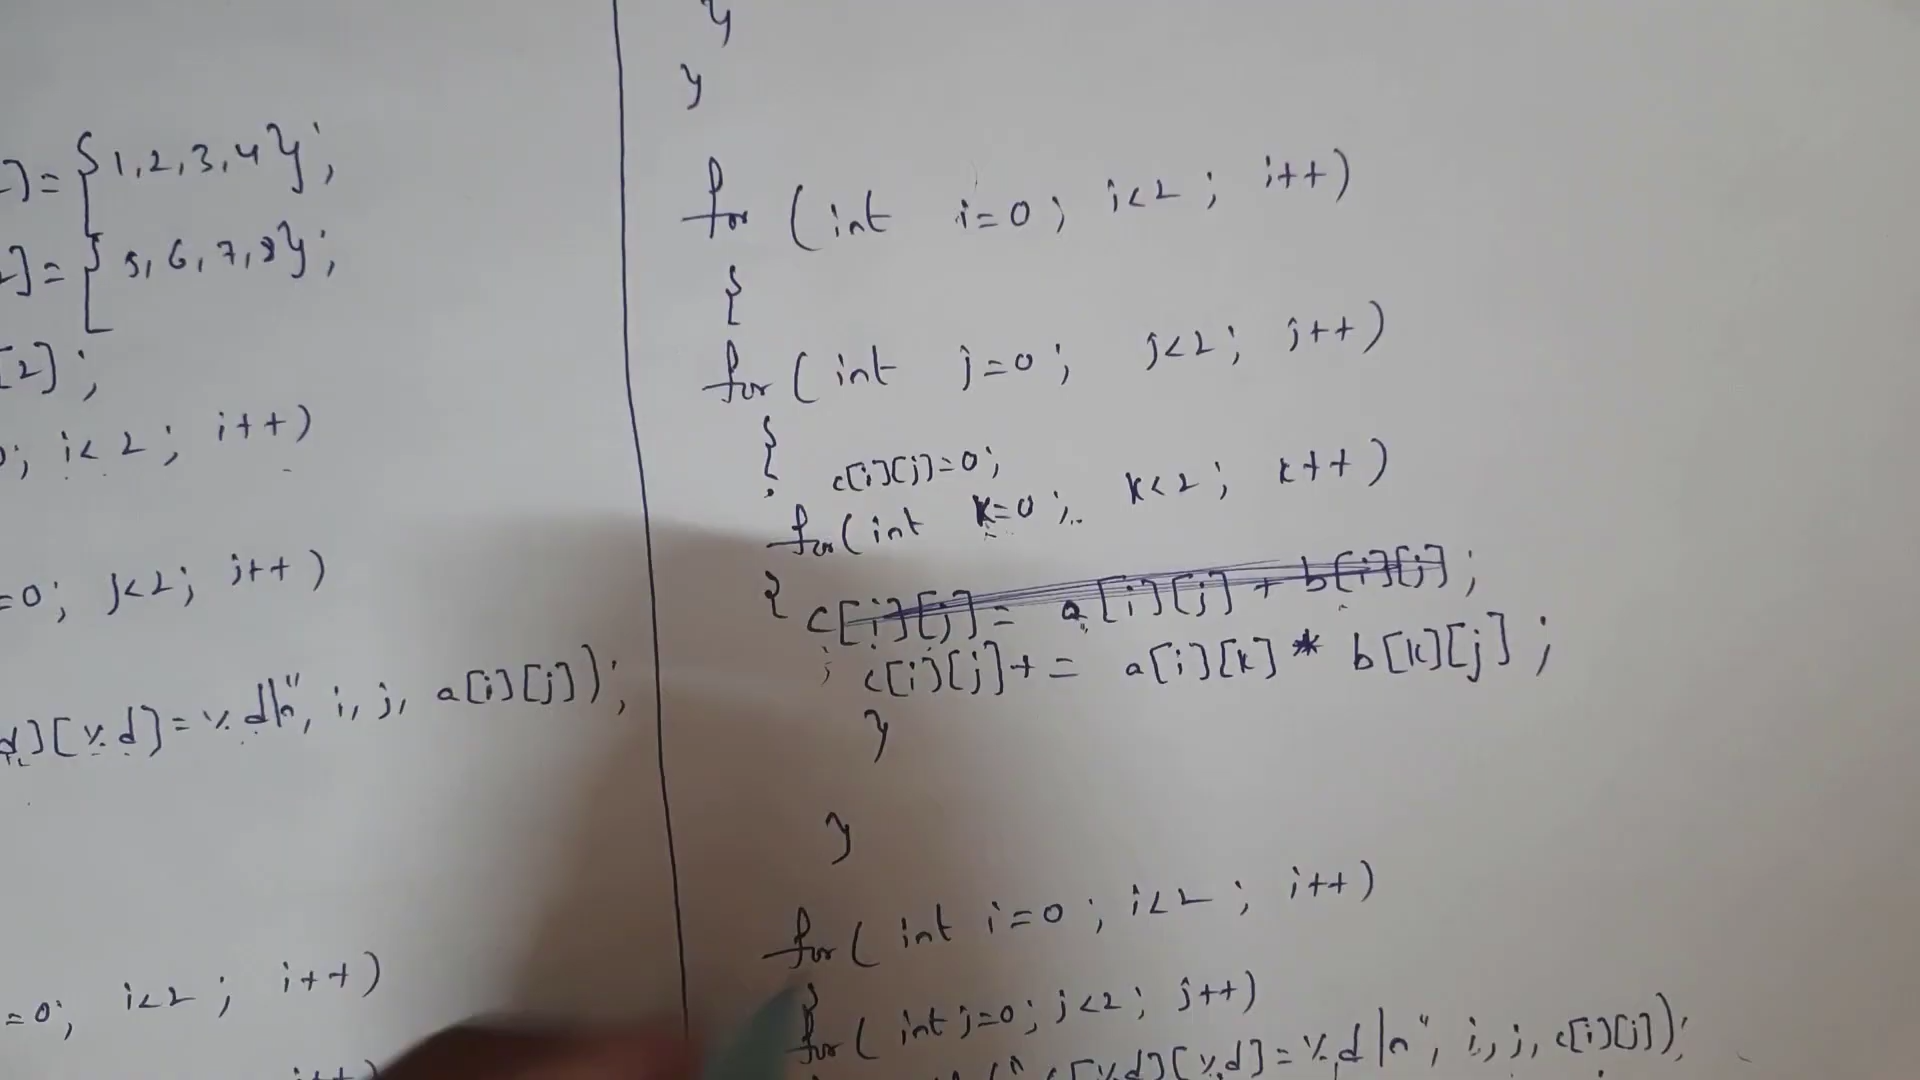 ]={1,2,3,4};
]={5,6,7,8};
[2];
; i<2; i++)
=0; j<2; j++)
d][%d]=%d\n", i, j, a[i][j]);
=0; i<2; i++)
}
}
for (int i=0; i<2; i++)
{
for (int j=0; j<2; j++)
{
c[i][j]=0;
for(int k=0; k<2; k++)
{ c[i][j]= a[i][j]+b[i][j];
c[i][j]+= a[i][k]*b[k][j];
}
}
for( int i=0; i<2; i++)
{
for( int j=0; j<2; j++)
c[%d][%d]=%d\n", i, j, c[i][j]);